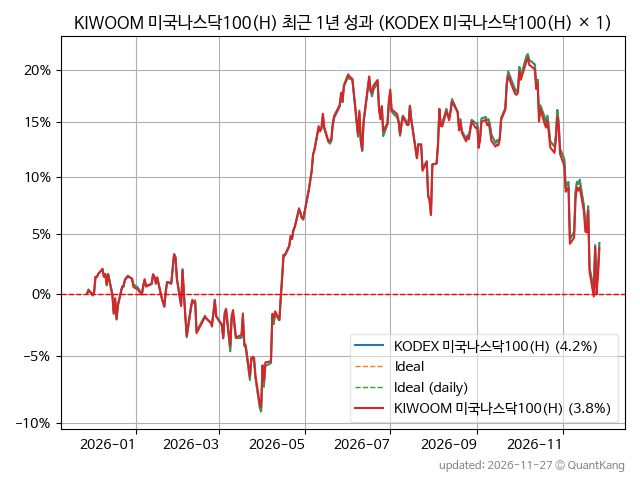 KIWOOM 미국나스닥100(H) 최근 1년 성과 (KODEX 미국나스닥100(H) × 1)
20%
15%
10%
5%
0%
−5%
−10%
KODEX 미국나스닥100(H) (4.2%)
Ideal
Ideal (daily)
KIWOOM 미국나스닥100(H) (3.8%)
2026-01 2026-03 2026-05 2026-07 2026-09 2026-11
updated: 2026-11-27 © QuantKang